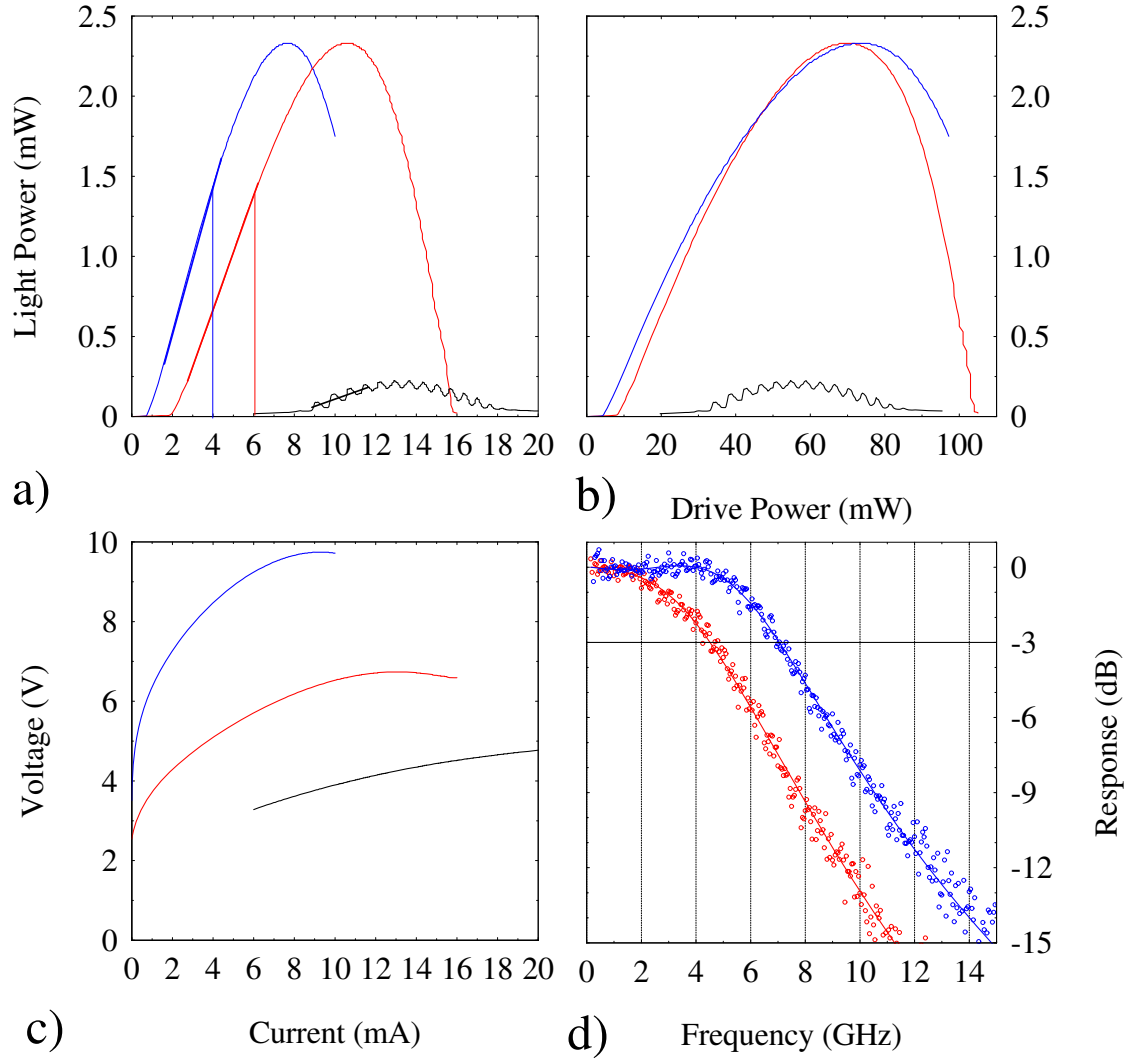 2.5
2.0
1.5
1.0
0.5
0
Light Power (mW)
0 2 4 6 8 10 12 14 16 18 20
a)
2.5
2.0
1.5
1.0
0.5
0
0 20 40 60 80 100
b)
Drive Power (mW)
10
8
6
4
2
0
Voltage (V)
0 2 4 6 8 10 12 14 16 18 20
c)
Current (mA)
0
-3
-6
-9
-12
-15
Response (dB)
0 2 4 6 8 10 12 14
d)
Frequency (GHz)